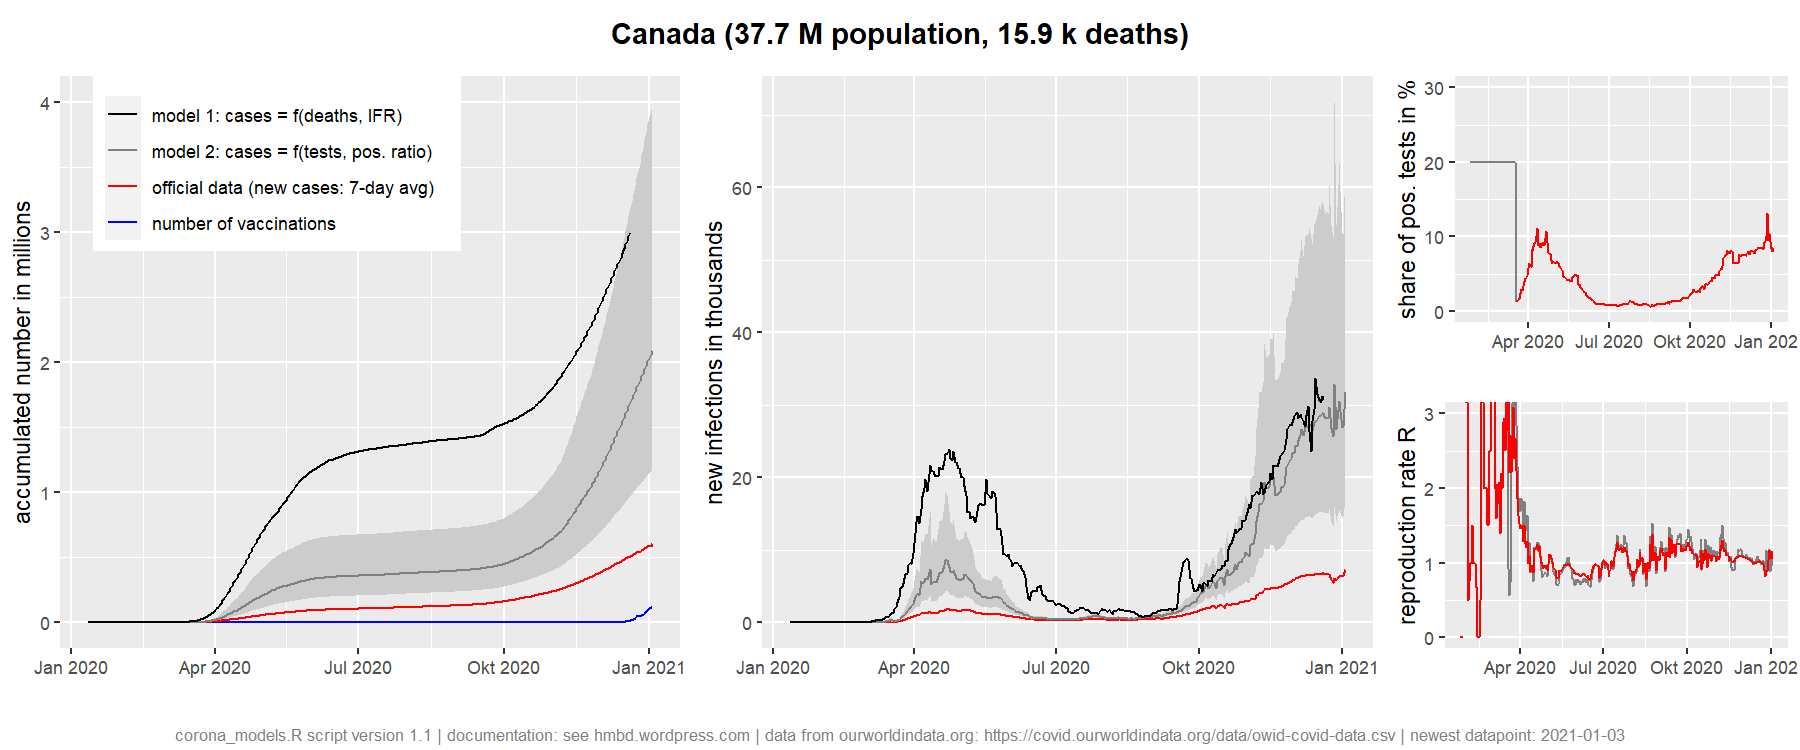 Canada (37.7 M population, 15.9 k deaths)
accumulated number in millions
4
3
2
1
0
model 1: cases = f(deaths, IFR)
model 2: cases = f(tests, pos. ratio)
official data (new cases: 7-day avg)
number of vaccinations
Jan 2020 Apr 2020 Jul 2020 Okt 2020 Jan 2021
new infections in thousands
60
40
20
0
Jan 2020 Apr 2020 Jul 2020 Okt 2020 Jan 2021
share of pos. tests in %
30
20
10
0
Apr 2020 Jul 2020 Okt 2020 Jan 202
reproduction rate R
3
2
1
0
Apr 2020 Jul 2020 Okt 2020 Jan 202
corona_models.R script version 1.1 | documentation: see hmbd.wordpress.com | data from ourworldindata.org: https://covid.ourworldindata.org/data/owid-covid-data.csv | newest datapoint: 2021-01-03